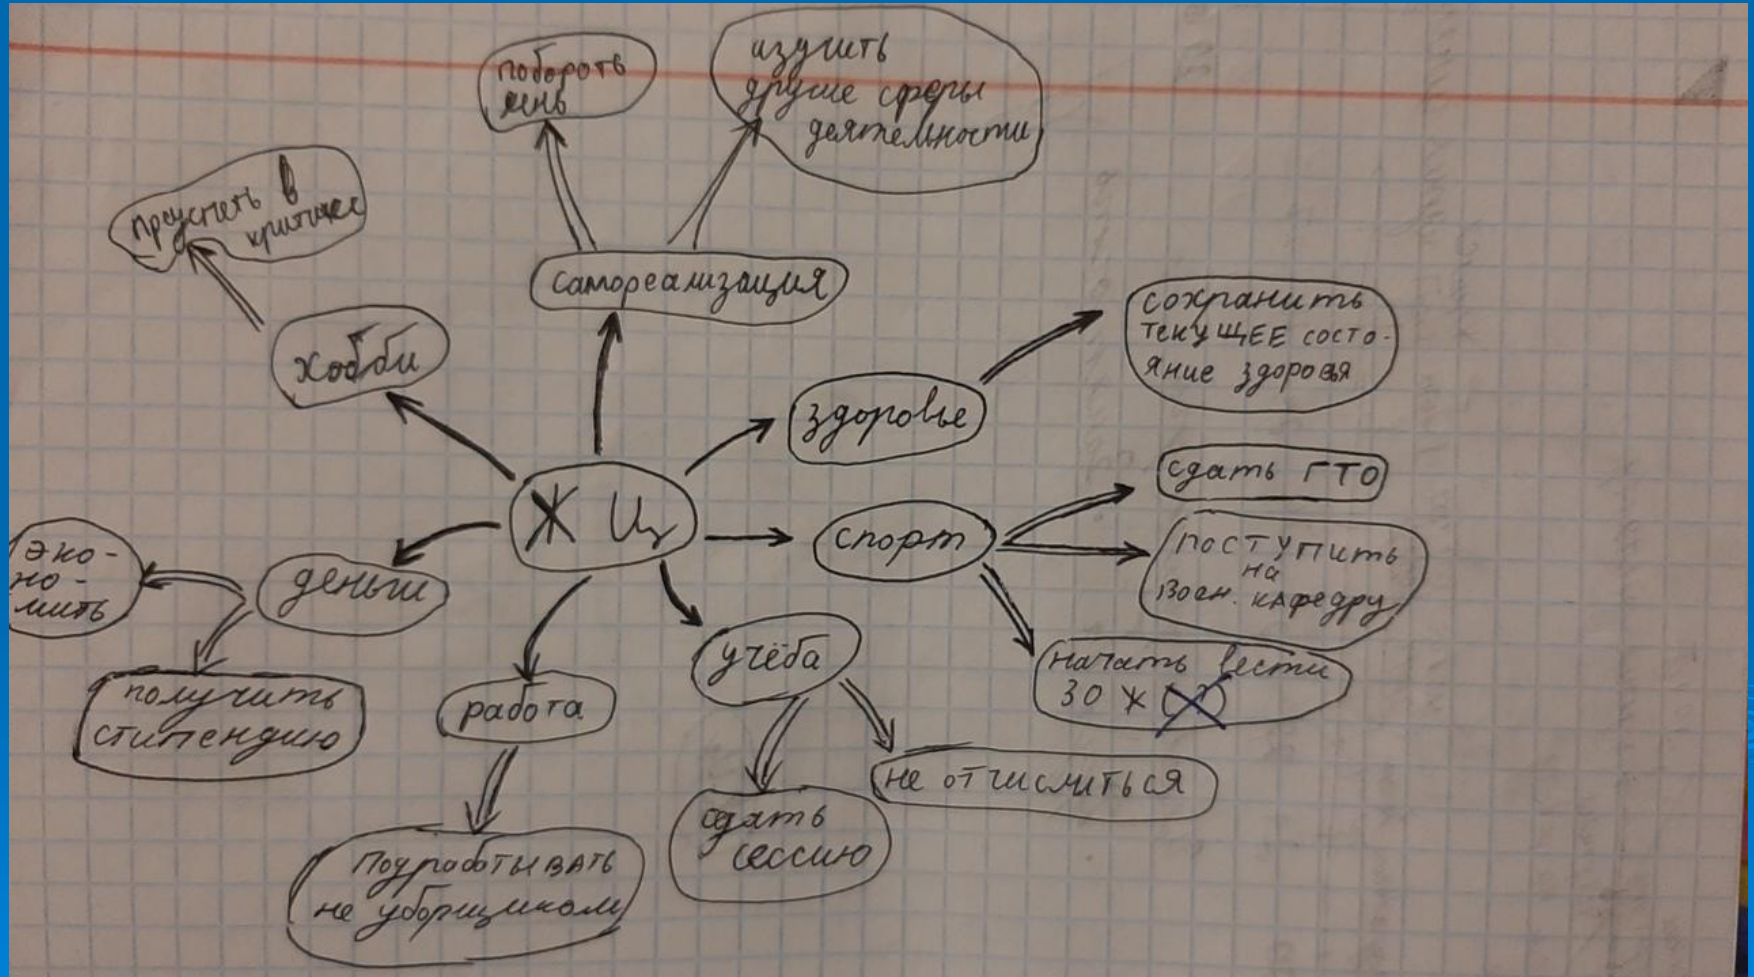 побороть
лень
изучить
другие сферы
деятельности
преуспеть в
критике
самореализация
хобби
сохранить
текущЕЕ состо-
яние здоровья
здоровье
сдать ГТО
Ж Ц
спорт
поступить
на
воен. кафедру
эко-
но-
мить
деньги
учёба
начать вести
ЗОЖ
получить
стипендию
работа
не отчислиться
сдать
сессию
Подрабатывать
не уборщиком